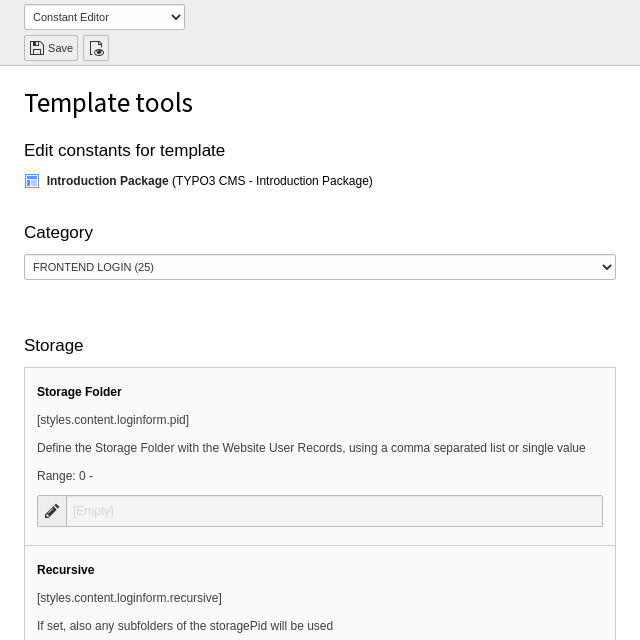 Constant Editor
Save
Template tools
Edit constants for template
Introduction Package (TYPO3 CMS - Introduction Package)
Category
FRONTEND LOGIN (25)
Storage
Storage Folder
[styles.content.loginform.pid]
Define the Storage Folder with the Website User Records, using a comma separated list or single value
Range: 0 -
[Empty]
Recursive
[styles.content.loginform.recursive]
If set, also any subfolders of the storagePid will be used